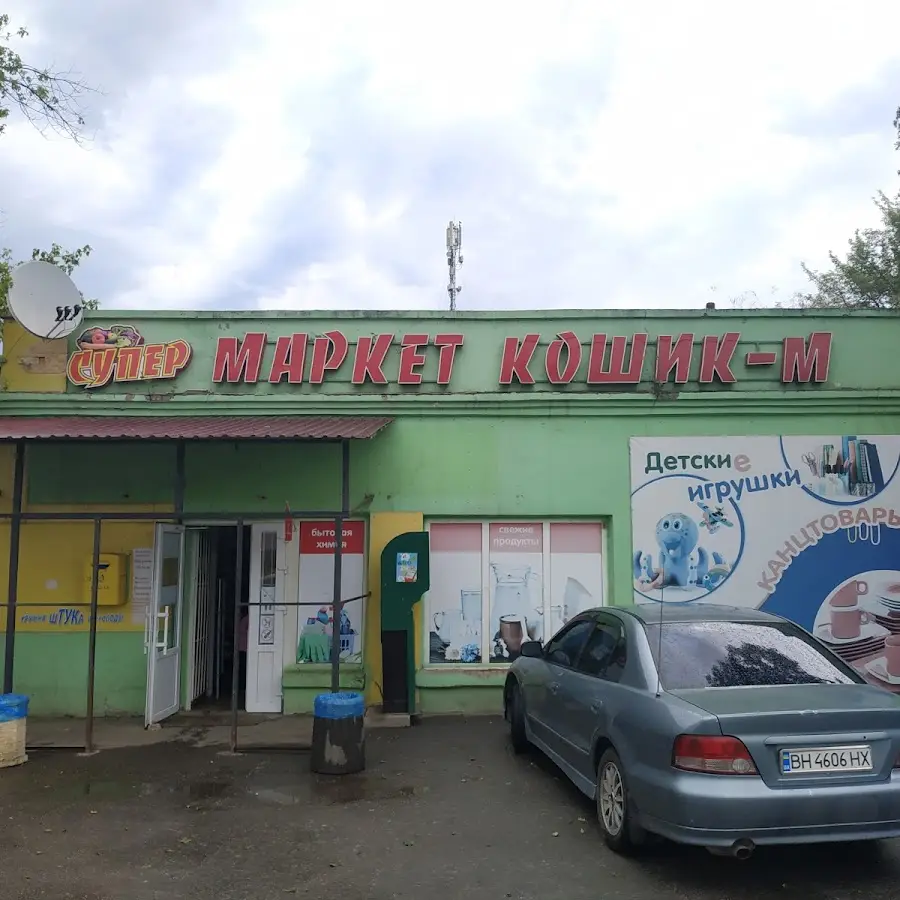 СУПЕР МАРКЕТ КОШИК-М
Детские
игрушки
КАНЦТОВАРЫ
бытовая
химия
свежие
продукты
ШТУКа
BH 4606 HX